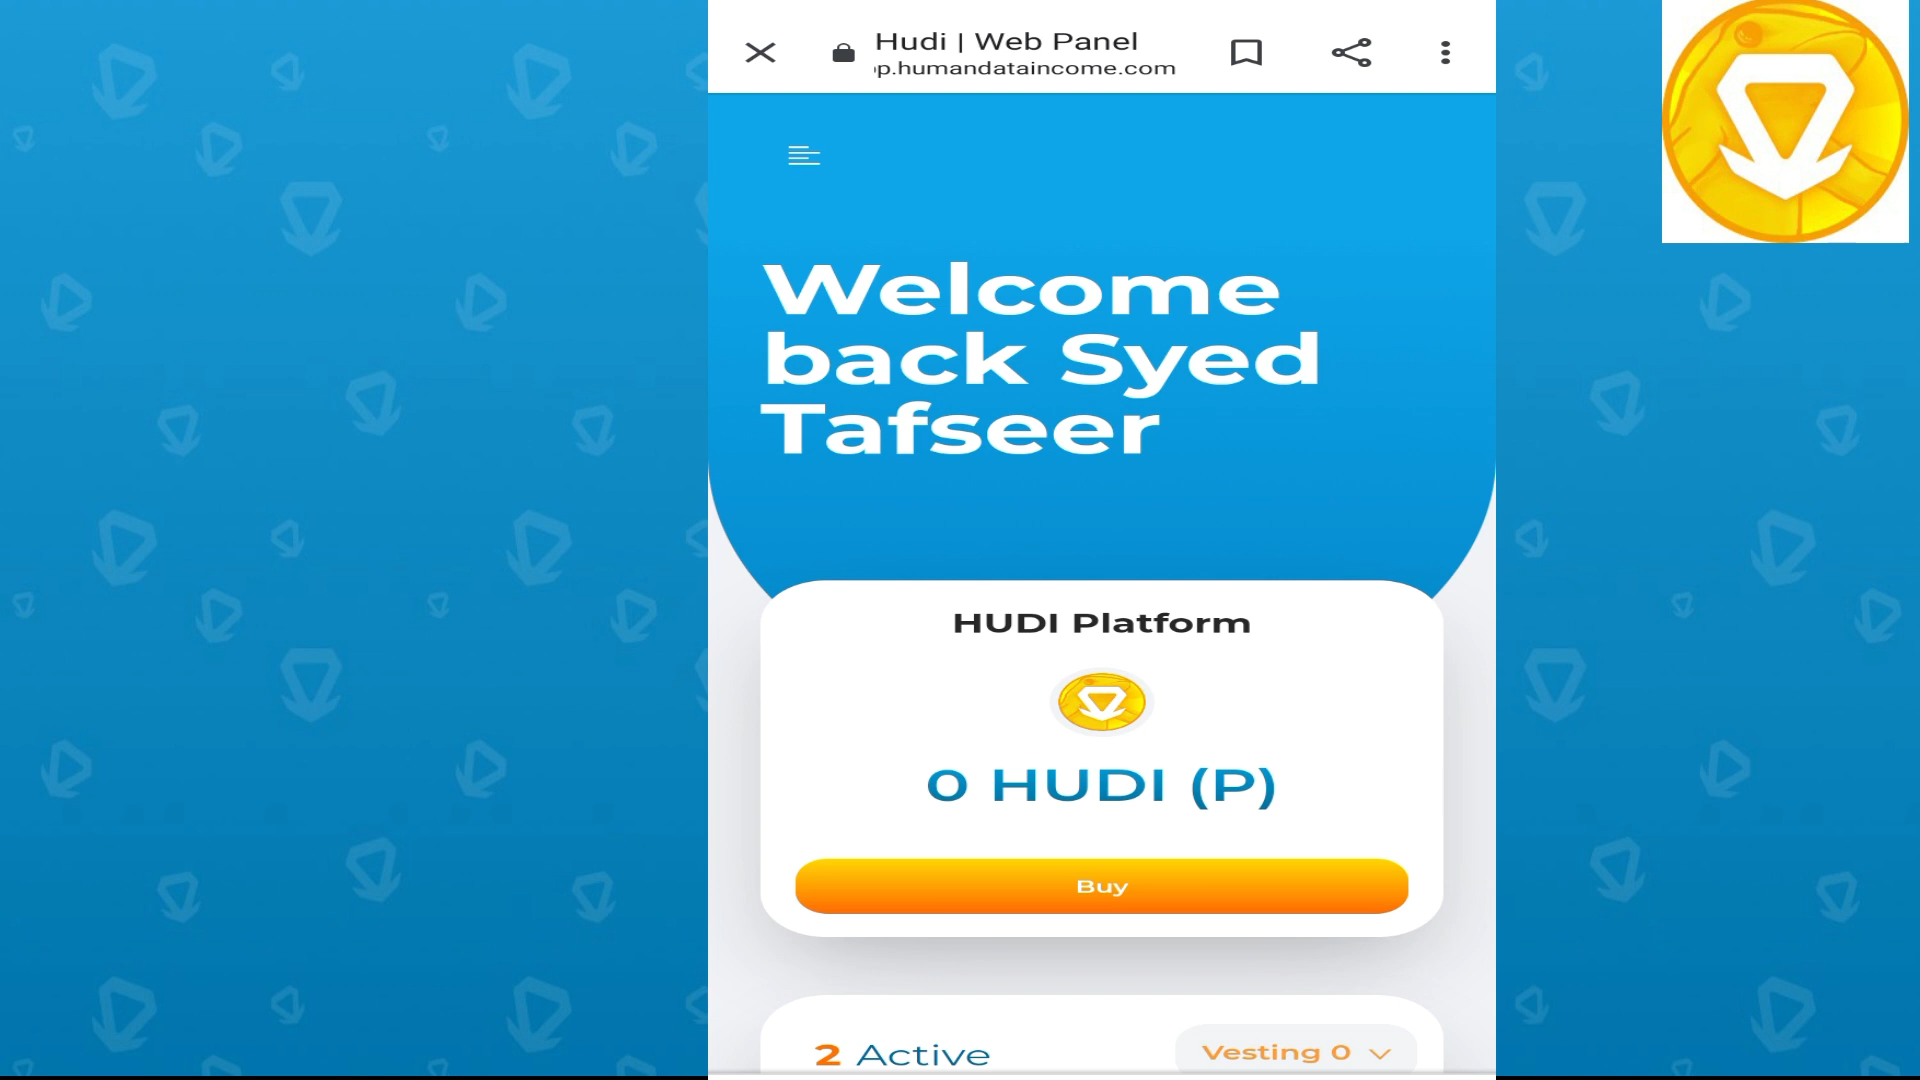 Hudi | Web Panel
p.humandataincome.com
Welcome
back Syed
Tafseer
HUDI Platform
0 HUDI (P)
Buy
2 Active
Vesting 0